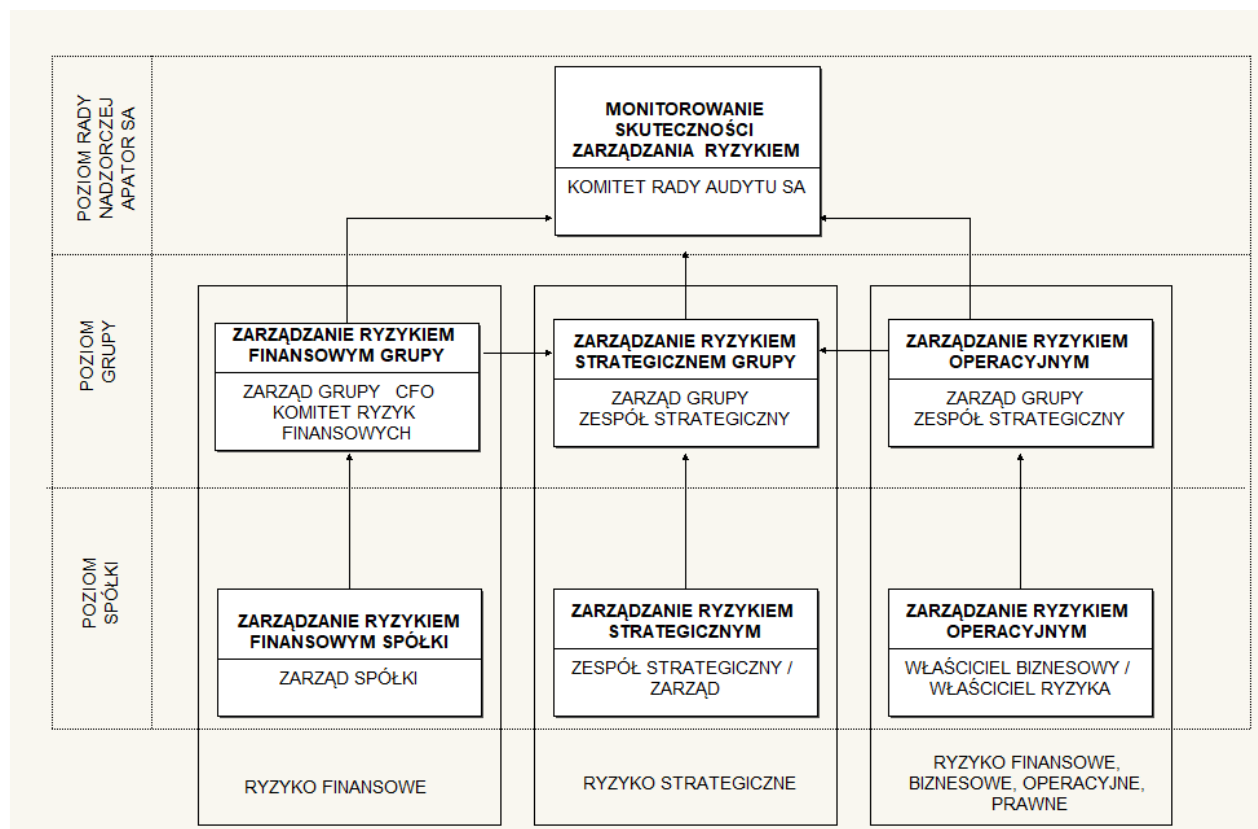 POZIOM RADY
NADZORCZEJ
APATOR SA
MONITOROWANIE
SKUTECZNOŚCI
ZARZĄDZANIA RYZYKIEM
KOMITET RADY AUDYTU SA
POZIOM
GRUPY
ZARZĄDZANIE RYZYKIEM
FINANSOWYM GRUPY
ZARZĄD GRUPY CFO
KOMITET RYZYK
FINANSOWYCH
ZARZĄDZANIE RYZYKIEM
STRATEGICZNEM GRUPY
ZARZĄD GRUPY
ZESPÓŁ STRATEGICZNY
ZARZĄDZANIE RYZYKIEM
OPERACYJNYM
ZARZĄD GRUPY
ZESPÓŁ STRATEGICZNY
POZIOM
SPÓŁKI
ZARZĄDZANIE RYZYKIEM
FINANSOWYM SPÓŁKI
ZARZĄD SPÓŁKI
ZARZĄDZANIE RYZYKIEM
STRATEGICZNYM
ZESPÓŁ STRATEGICZNY /
ZARZĄD
ZARZĄDZANIE RYZYKIEM
OPERACYJNYM
WŁAŚCICIEL BIZNESOWY /
WŁAŚCICIEL RYZYKA
RYZYKO FINANSOWE
RYZYKO STRATEGICZNE
RYZYKO FINANSOWE,
BIZNESOWE, OPERACYJNE,
PRAWNE